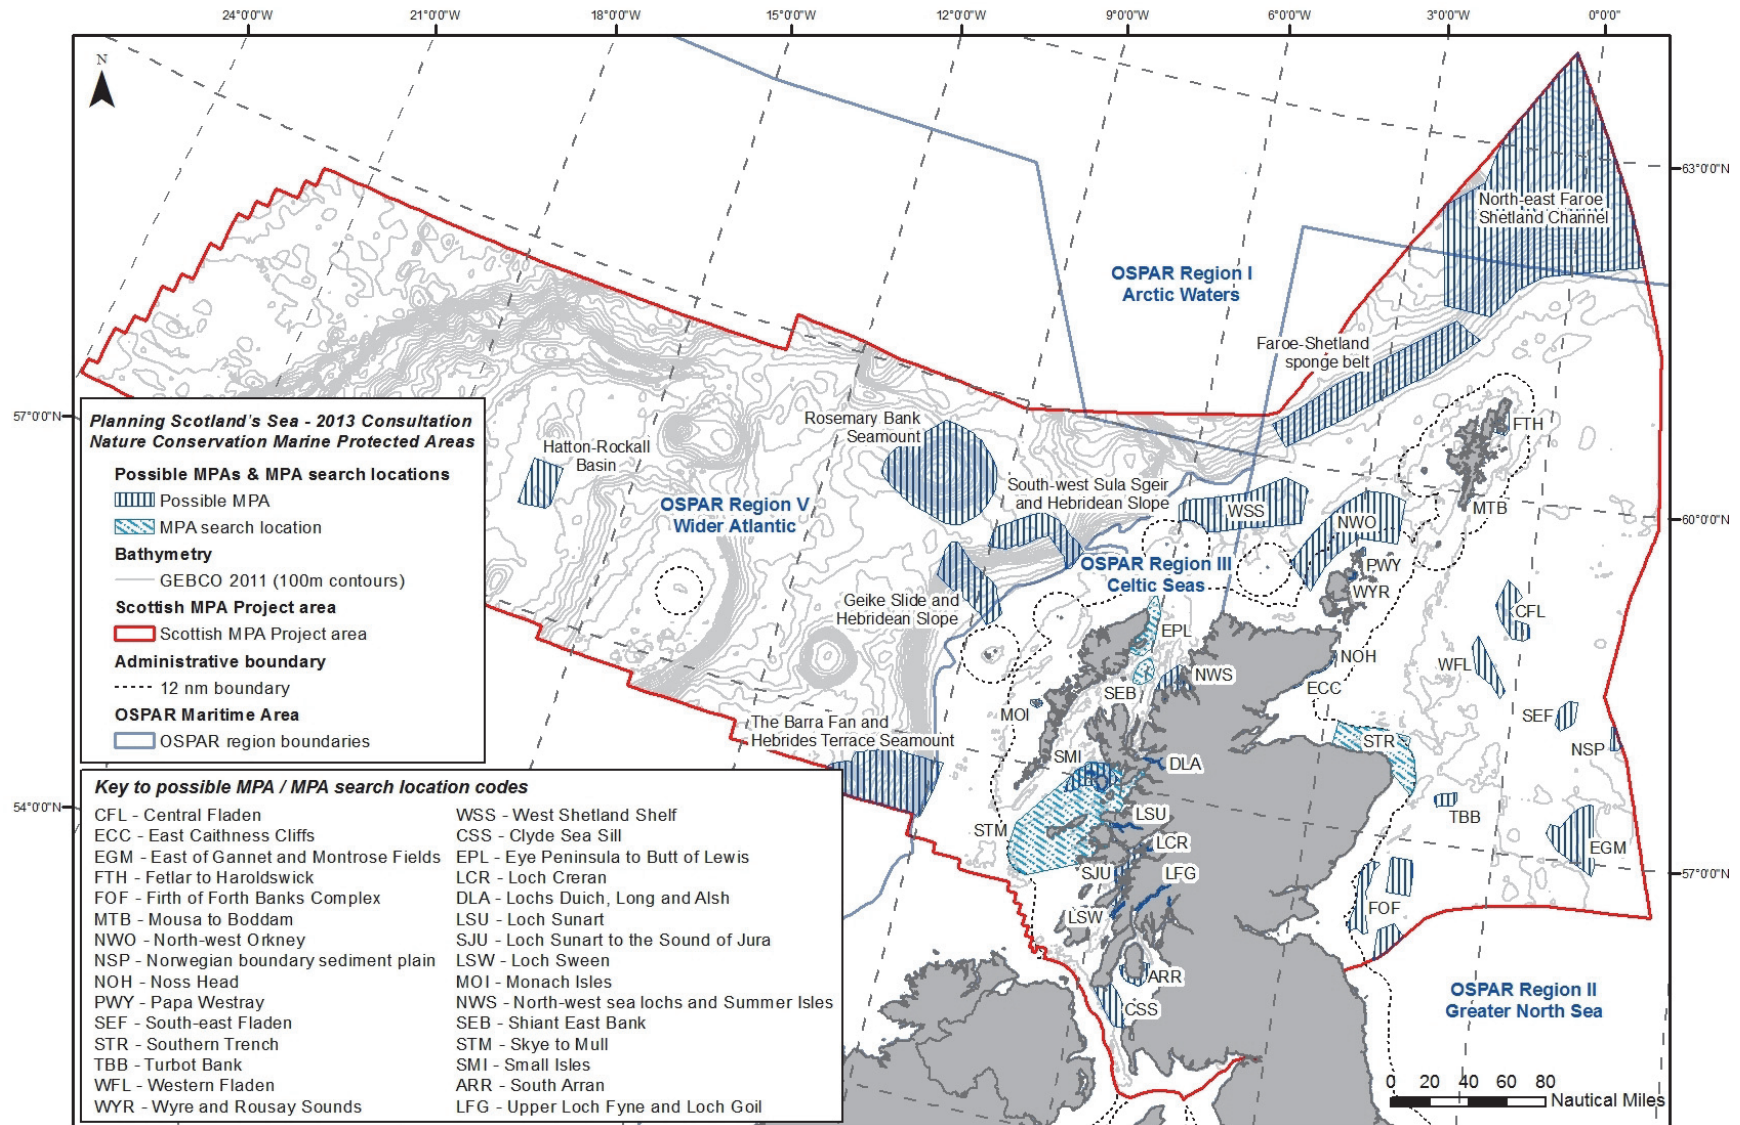 24°0'0"W 21°0'0"W 18°0'0"W 15°0'0"W 12°0'0"W 9°0'0"W 6°0'0"W 3°0'0"W 0°0'0"
N
63°0'0"N
North-east Faroe
Shetland Channel
OSPAR Region I
Arctic Waters
Faroe-Shetland
sponge belt
57°0'0"N
Rosemary Bank
Seamount
FTH
Hatton-Rockall
Basin
OSPAR Region V
Wider Atlantic
South-west Sula Sgeir
and Hebridean Slope
WSS
NWO
MTB
60°0'0"N
OSPAR Region III
Celtic Seas
PWY
WYR
Geike Slide and
Hebridean Slope
CFL
EPL
NOH
WFL
NWS
SEB
ECC
MOI
SEF
The Barra Fan and
Hebrides Terrace Seamount
STR
NSP
SMI
DLA
54°0'0"N
LSU
TBB
STM
LCR
EGM
SJU
LFG
57°0'0"N
FOF
LSW
ARR
CSS
OSPAR Region II
Greater North Sea
0 20 40 60 80
Nautical Miles
Planning Scotland's Sea - 2013 Consultation
Nature Conservation Marine Protected Areas
Possible MPAs & MPA search locations
Possible MPA
MPA search location
Bathymetry
GEBCO 2011 (100m contours)
Scottish MPA Project area
Scottish MPA Project area
Administrative boundary
12 nm boundary
OSPAR Maritime Area
OSPAR region boundaries
Key to possible MPA / MPA search location codes
CFL - Central Fladen
ECC - East Caithness Cliffs
EGM - East of Gannet and Montrose Fields
FTH - Fetlar to Haroldswick
FOF - Firth of Forth Banks Complex
MTB - Mousa to Boddam
NWO - North-west Orkney
NSP - Norwegian boundary sediment plain
NOH - Noss Head
PWY - Papa Westray
SEF - South-east Fladen
STR - Southern Trench
TBB - Turbot Bank
WFL - Western Fladen
WYR - Wyre and Rousay Sounds
WSS - West Shetland Shelf
CSS - Clyde Sea Sill
EPL - Eye Peninsula to Butt of Lewis
LCR - Loch Creran
DLA - Lochs Duich, Long and Alsh
LSU - Loch Sunart
SJU - Loch Sunart to the Sound of Jura
LSW - Loch Sween
MOI - Monach Isles
NWS - North-west sea lochs and Summer Isles
SEB - Shiant East Bank
STM - Skye to Mull
SMI - Small Isles
ARR - South Arran
LFG - Upper Loch Fyne and Loch Goil